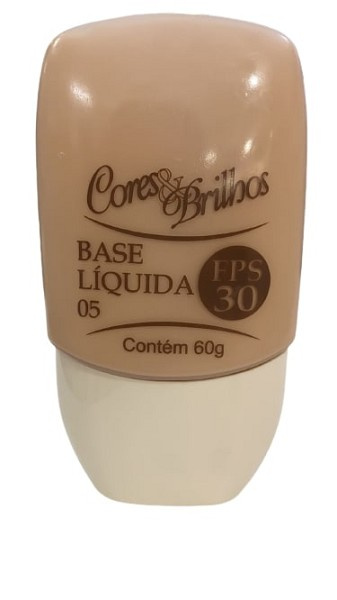 Cores & Brilhos
BASE
LÍQUIDA
05
FPS
30
Contém 60g